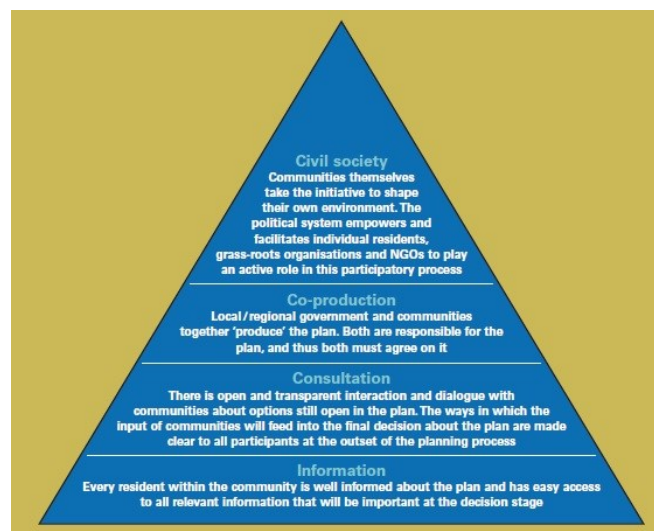 Civil society
Communities themselves
take the initiative to shape
their own environment. The
political system empowers and
facilitates individual residents,
grass-roots organisations and NGOs to play
an active role in this participatory process
Co-production
Local/regional government and communities
together ‘produce’ the plan. Both are responsible for the
plan, and thus both must agree on it
Consultation
There is open and transparent interaction and dialogue with
communities about options still open in the plan. The ways in which the
input of communities will feed into the final decision about the plan are made
clear to all participants at the outset of the planning process
Information
Every resident within the community is well informed about the plan and has easy access
to all relevant information that will be important at the decision stage